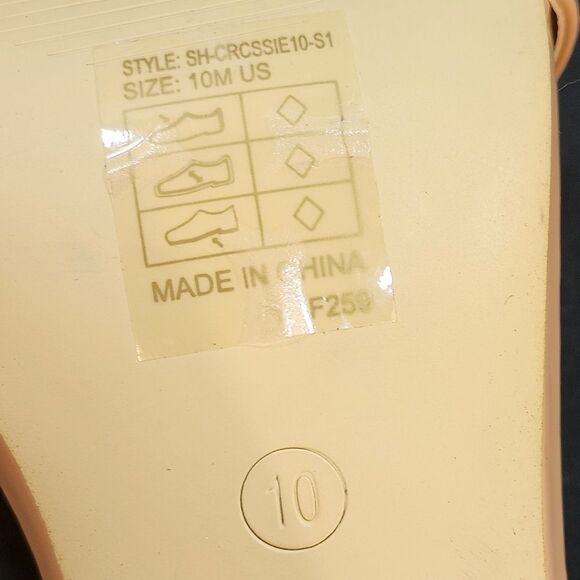 STYLE: SH-CRCSSIE10-S1
SIZE: 10M US
MADE IN CHINA
F259
10